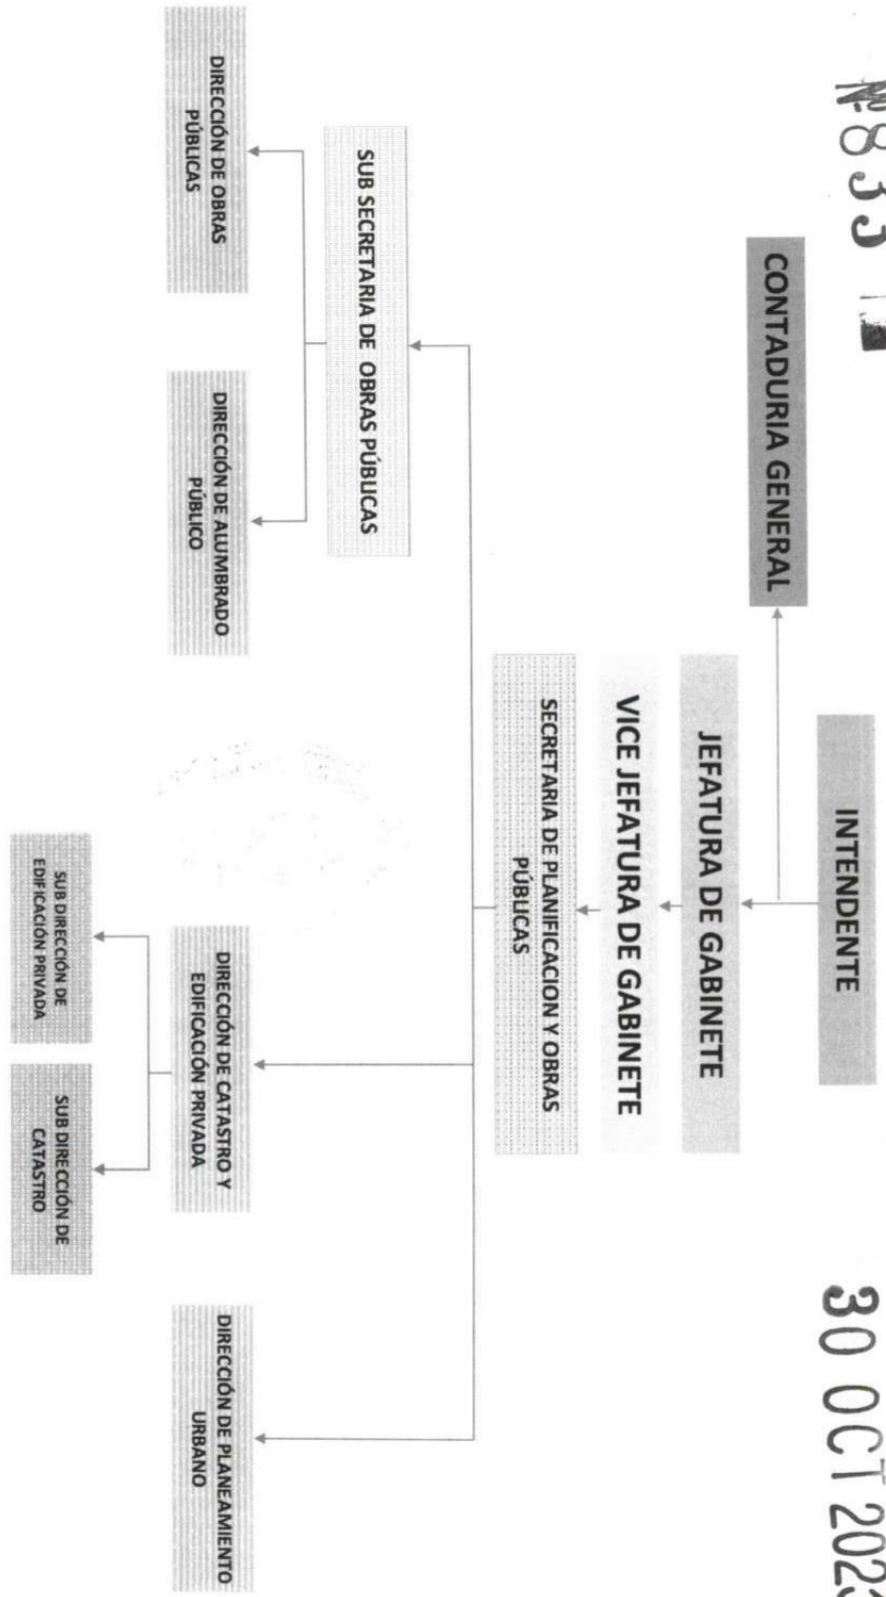 30 OCT 2023
INTENDENTE
CONTADURIA GENERAL
JEFATURA DE GABINETE
VICE JEFATURA DE GABINETE
SECRETARIA DE PLANIFICACION Y OBRAS
PÚBLICAS
SUB SECRETARIA DE OBRAS PÚBLICAS
DIRECCIÓN DE OBRAS
PÚBLICAS
DIRECCIÓN DE ALUMBRADO
PÚBLICO
DIRECCIÓN DE CATASTRO Y
EDIFICACIÓN PRIVADA
DIRECCIÓN DE PLANEAMIENTO
URBANO
SUB DIRECCIÓN DE
EDIFICACIÓN PRIVADA
SUB DIRECCIÓN DE
CATASTRO